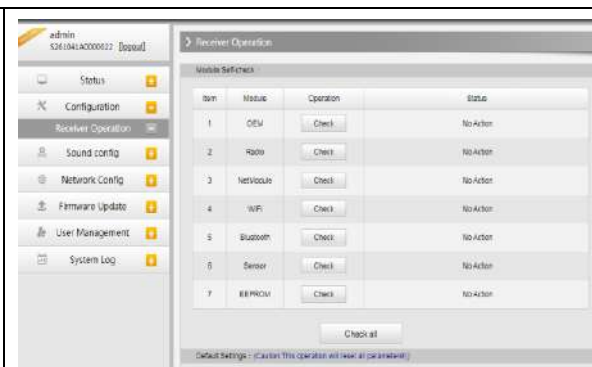 admin
[logout]
Status
Configuration
Receiver Operation
Sound config
Network Config
Firmware Update
User Management
System Log
Receiver Operation
Module Self-check :
Item Module Operation Status
1 OEM Check No Action
2 Radio Check No Action
3 NetModule Check No Action
4 WiFi Check No Action
5 Bluetooth Check No Action
6 Sensor Check No Action
7 EEPROM Check No Action
Check all
Default Settings : (Caution This operation will reset all parameters!!)